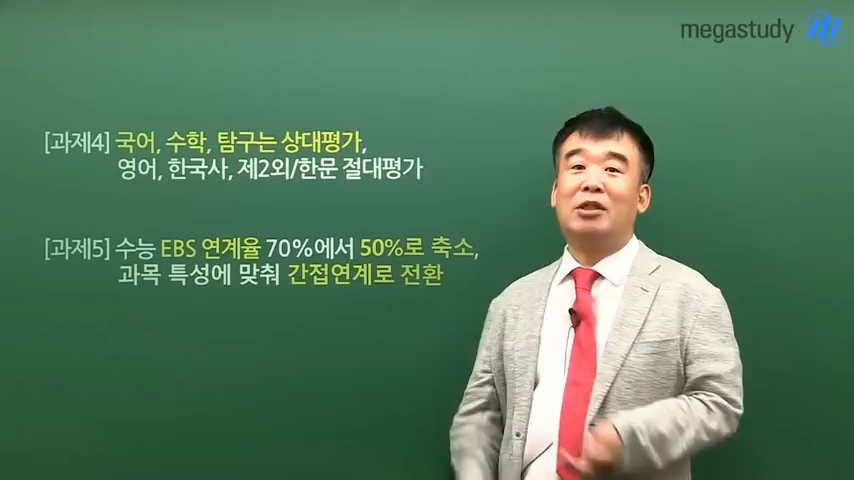 megastudy
[과제4] 국어, 수학, 탐구는 상대평가,
영어, 한국사, 제2외/한문 절대평가
[과제5] 수능 EBS 연계율 70%에서 50%로 축소,
과목 특성에 맞춰 간접연계로 전환